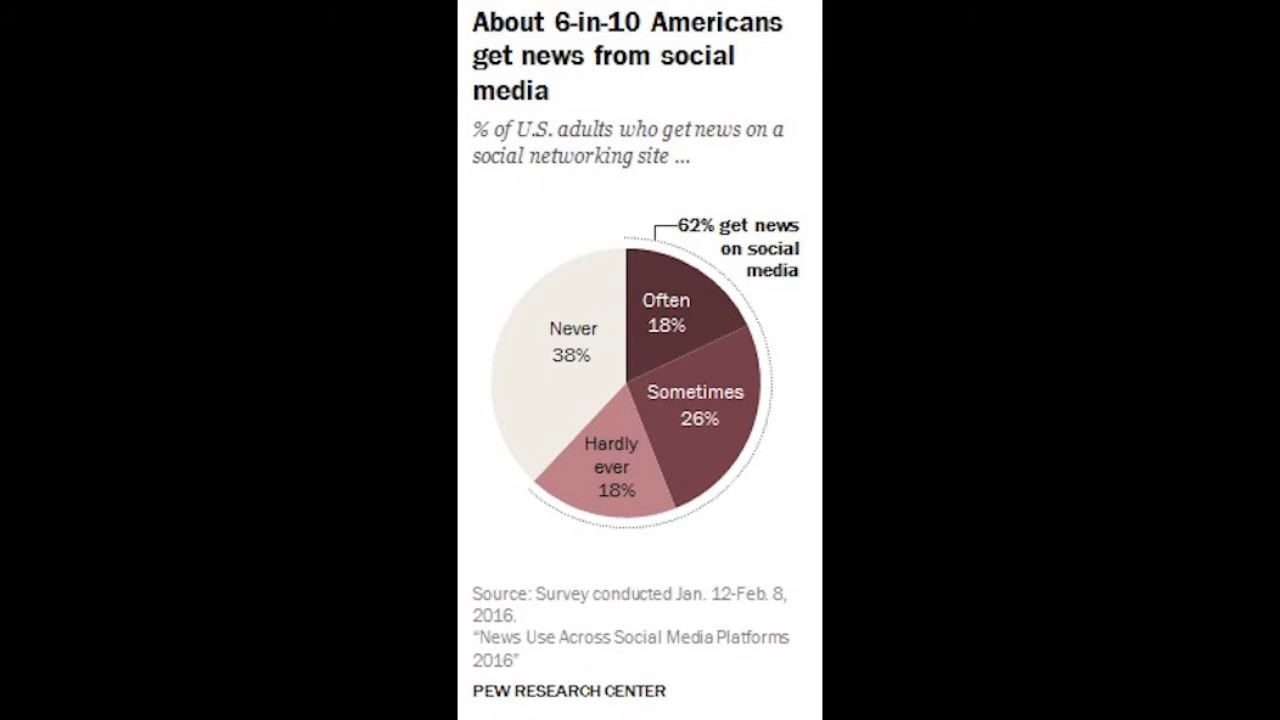 About 6-in-10 Americans
get news from social
media
% of U.S. adults who get news on a
social networking site ...
62% get news
on social
media
Often
18%
Never
38%
Sometimes
26%
Hardly
ever
18%
Source: Survey conducted Jan. 12-Feb. 8,
2016.
“News Use Across Social Media Platforms
2016”
PEW RESEARCH CENTER